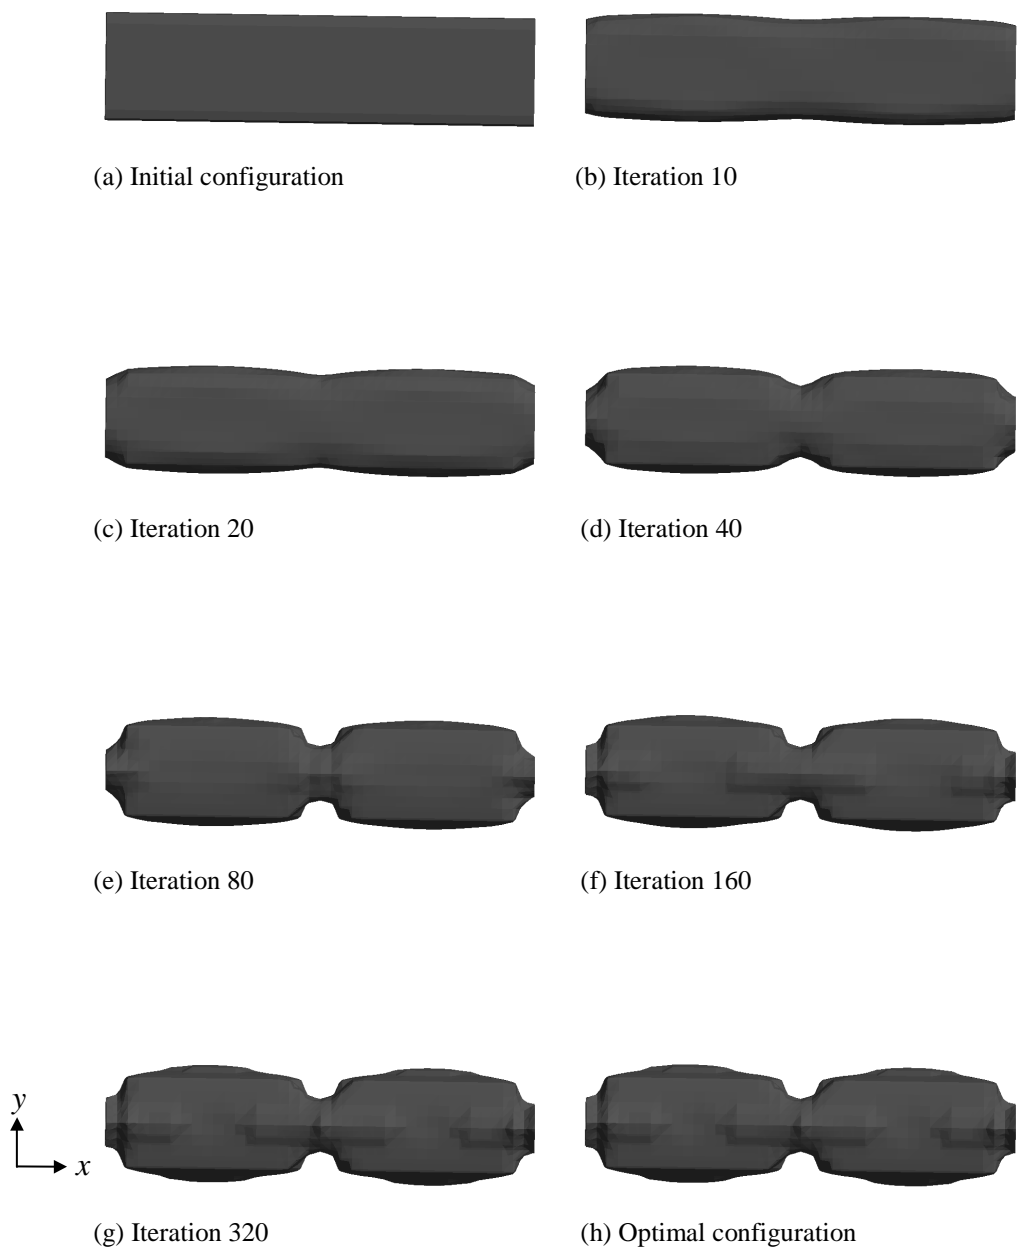 (a) Initial configuration
(b) Iteration 10
(c) Iteration 20
(d) Iteration 40
(e) Iteration 80
(f) Iteration 160
y
x
(g) Iteration 320
(h) Optimal configuration